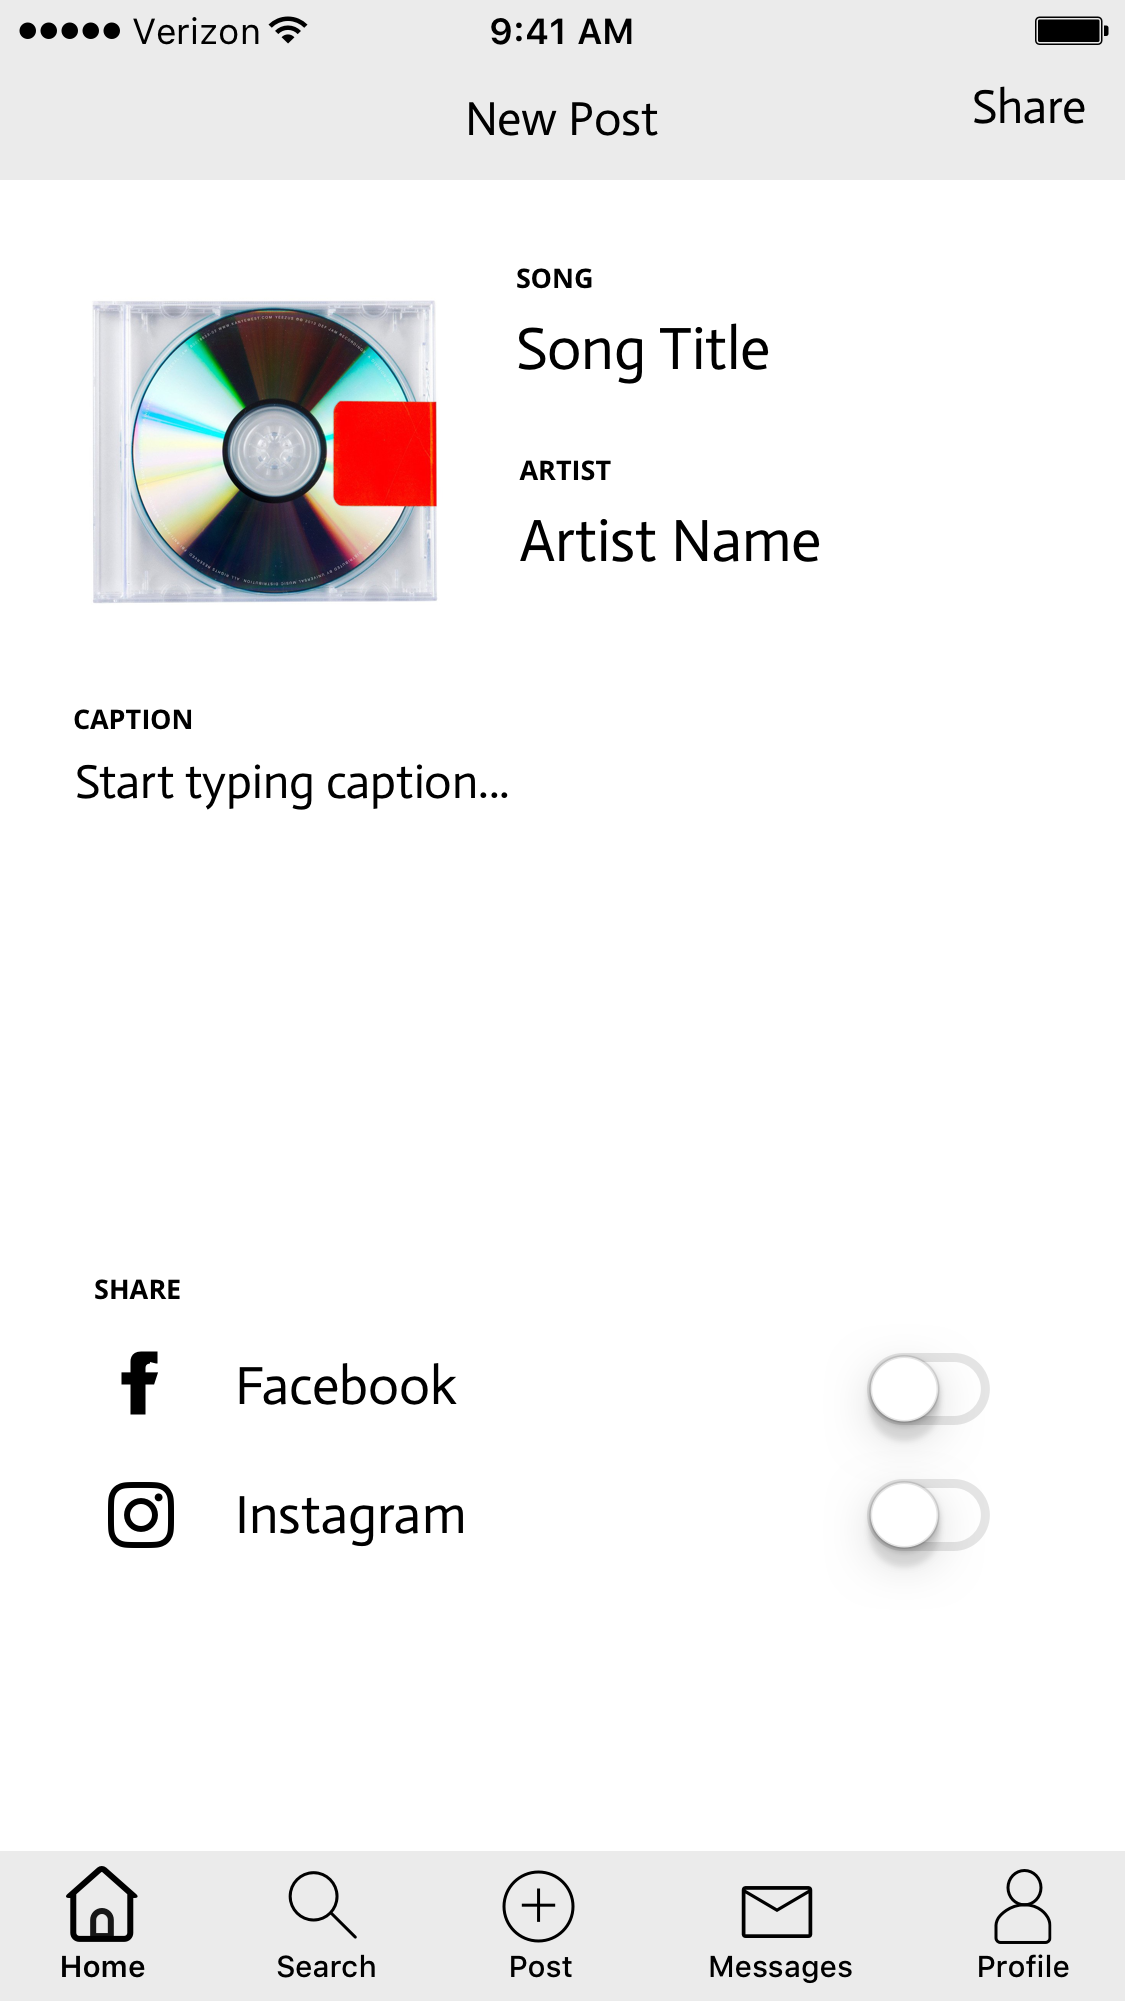 Verizon 9:41 AM
New Post
Share
SONG
Song Title
ARTIST
Artist Name
CAPTION
Start typing caption...
SHARE
Facebook
Instagram
Home Search Post Messages Profile